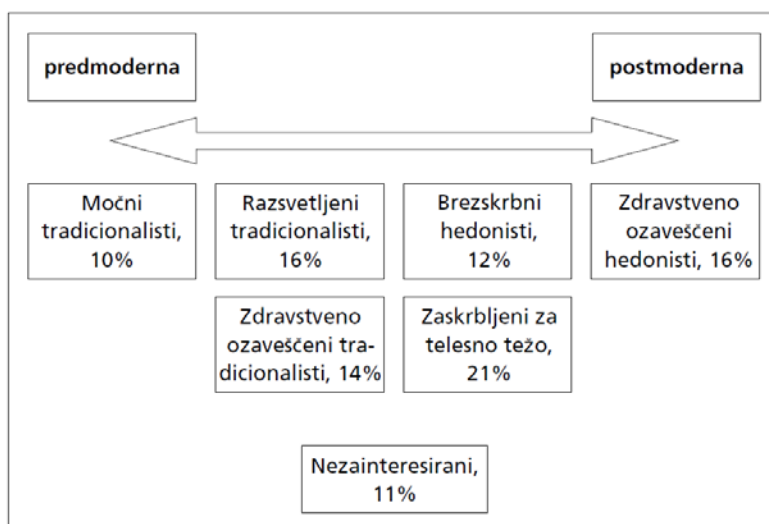 predmoderna
postmoderna
Močni
tradicionalisti,
10%
Razsvetljeni
tradicionalisti,
16%
Brezskrbni
hedonisti,
12%
Zdravstveno
ozaveščeni
hedonisti, 16%
Zdravstveno
ozaveščeni tra-
dicionalisti, 14%
Zaskrbljeni za
telesno težo,
21%
Nezainteresirani,
11%